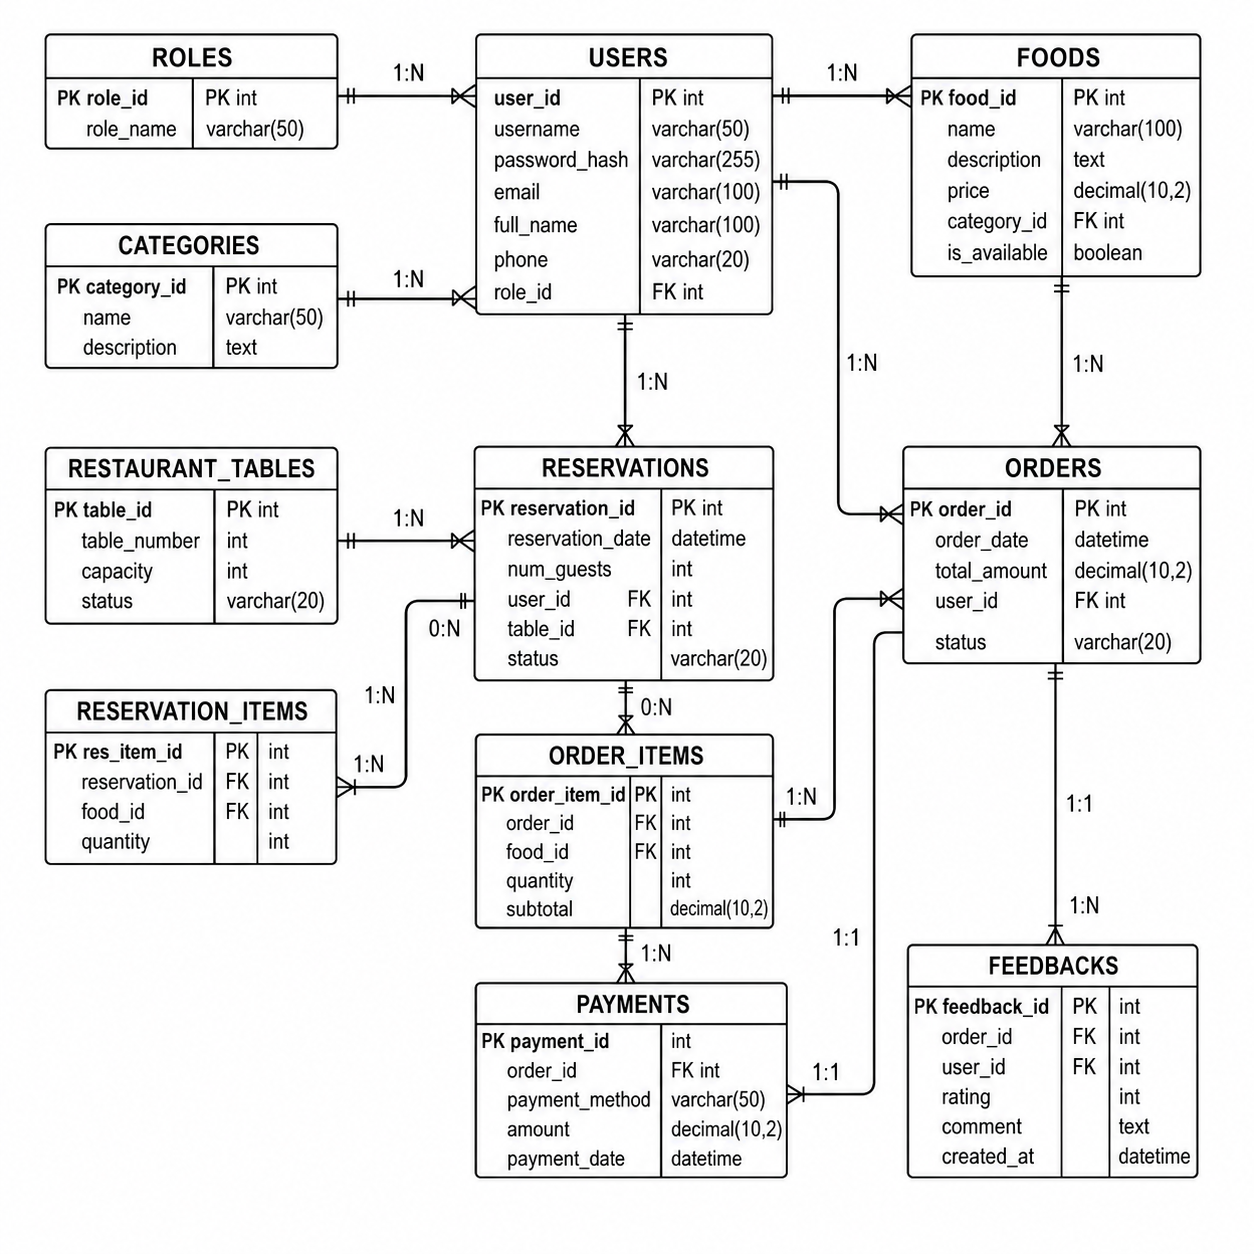 ROLES
PK role_id PK int
role_name varchar(50)
1:N
USERS
user_id PK int
username varchar(50)
password_hash varchar(255)
email varchar(100)
full_name varchar(100)
phone varchar(20)
role_id FK int
1:N
FOODS
PK food_id PK int
name varchar(100)
description text
price decimal(10,2)
category_id FK int
is_available boolean
CATEGORIES
PK category_id PK int
name varchar(50)
description text
1:N
1:N
1:N
1:N
RESTAURANT_TABLES
PK table_id PK int
table_number int
capacity int
status varchar(20)
1:N
RESERVATIONS
PK reservation_id PK int
reservation_date datetime
num_guests int
user_id FK int
table_id FK int
status varchar(20)
ORDERS
PK order_id PK int
order_date datetime
total_amount decimal(10,2)
user_id FK int
status varchar(20)
0:N
1:N
1:N
0:N
RESERVATION_ITEMS
PK res_item_id PK int
reservation_id FK int
food_id FK int
quantity int
ORDER_ITEMS
PK order_item_id PK int
order_id FK int
food_id FK int
quantity int
subtotal decimal(10,2)
1:N
1:1
1:N
1:1
1:N
PAYMENTS
PK payment_id int
order_id FK int
payment_method varchar(50)
amount decimal(10,2)
payment_date datetime
1:1
FEEDBACKS
PK feedback_id PK int
order_id FK int
user_id FK int
rating int
comment text
created_at datetime